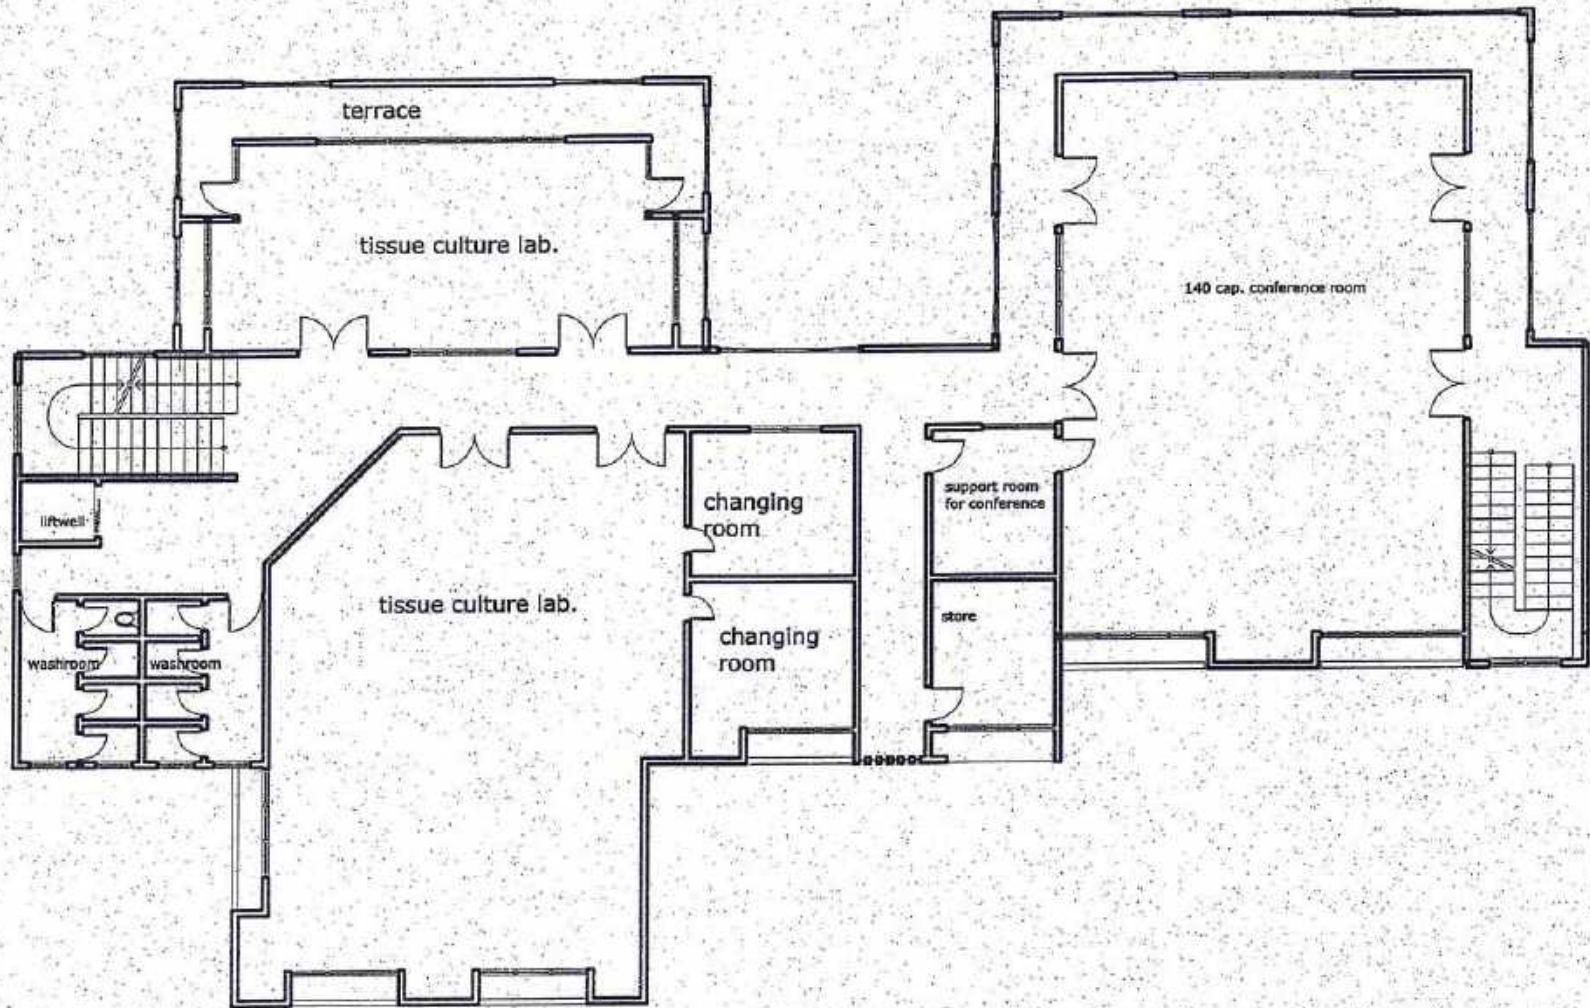 terrace
tissue culture lab.
140 cap. conference room
changing
room
support room
for conference
liftwell
tissue culture lab.
store
changing
room
washroom
washroom